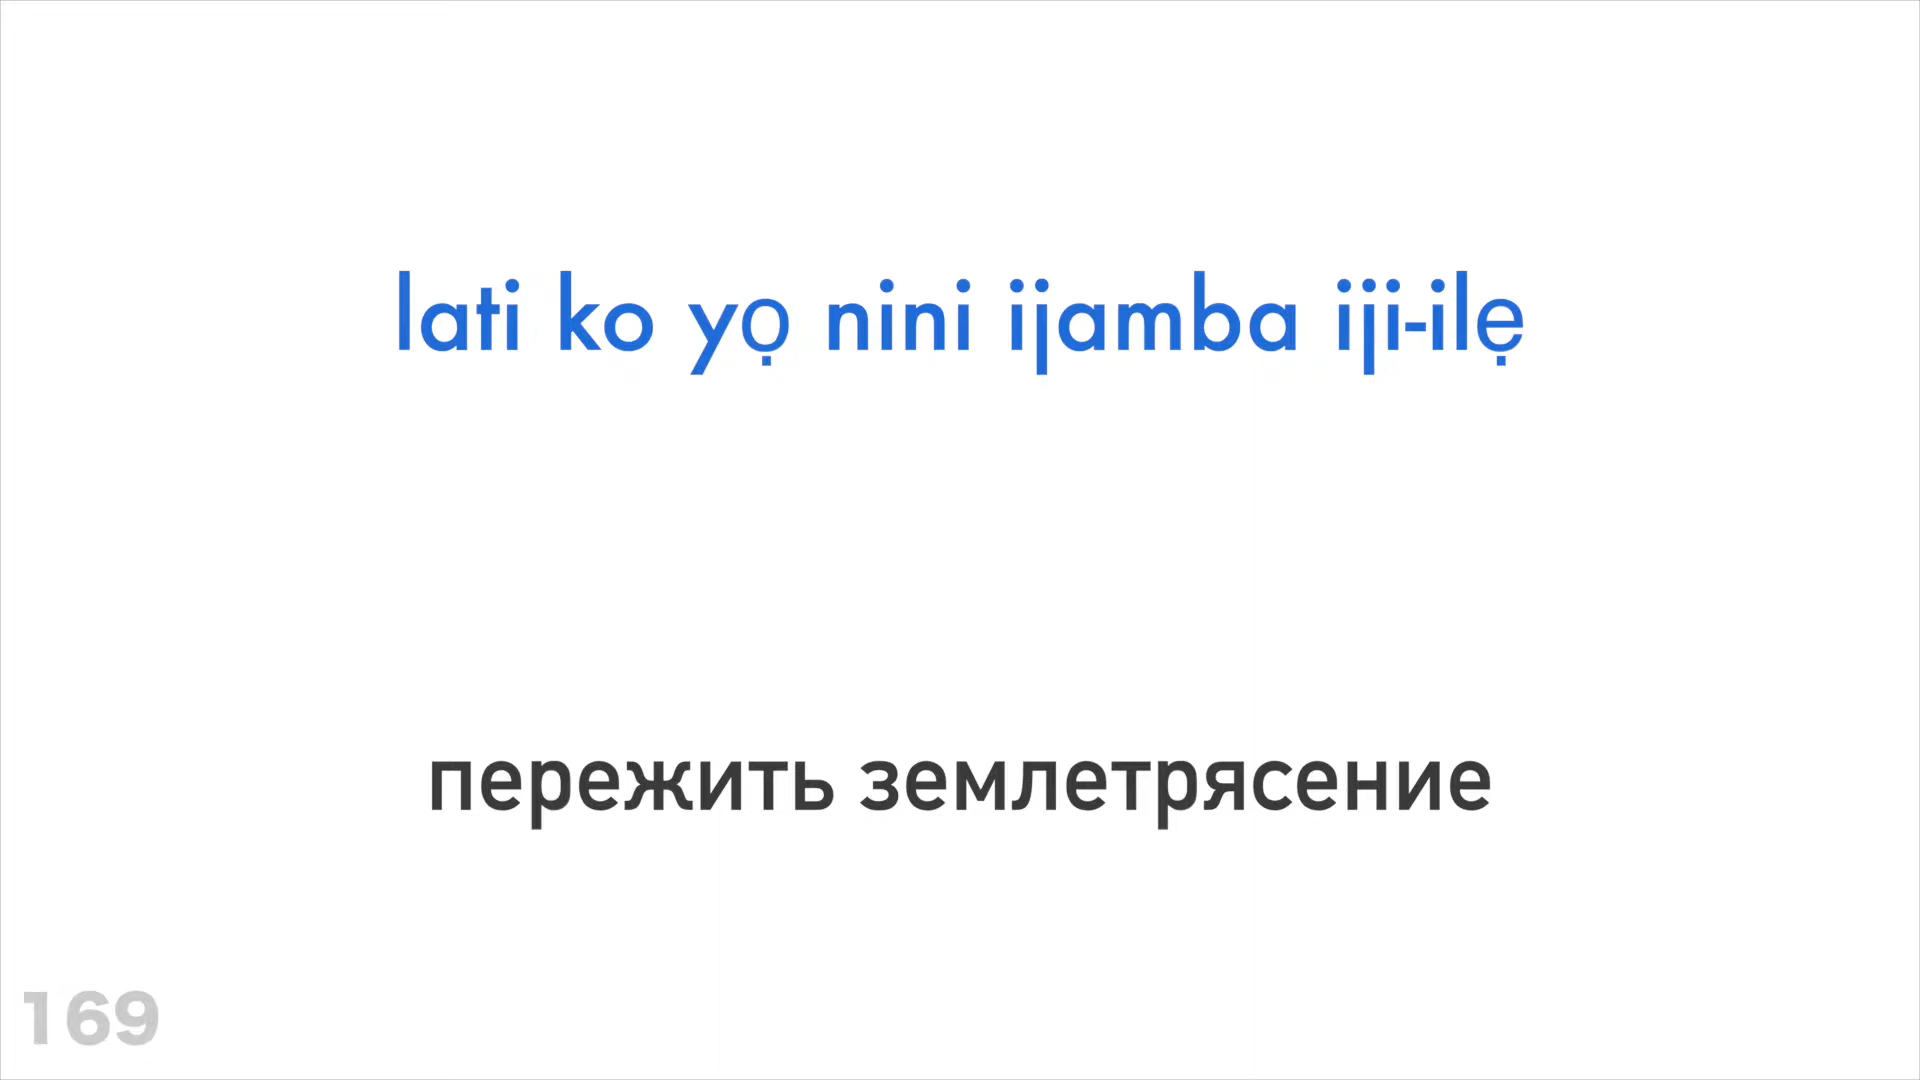 lati ko yọ nini ijamba iji-ilẹ
пережить землетрясение
169